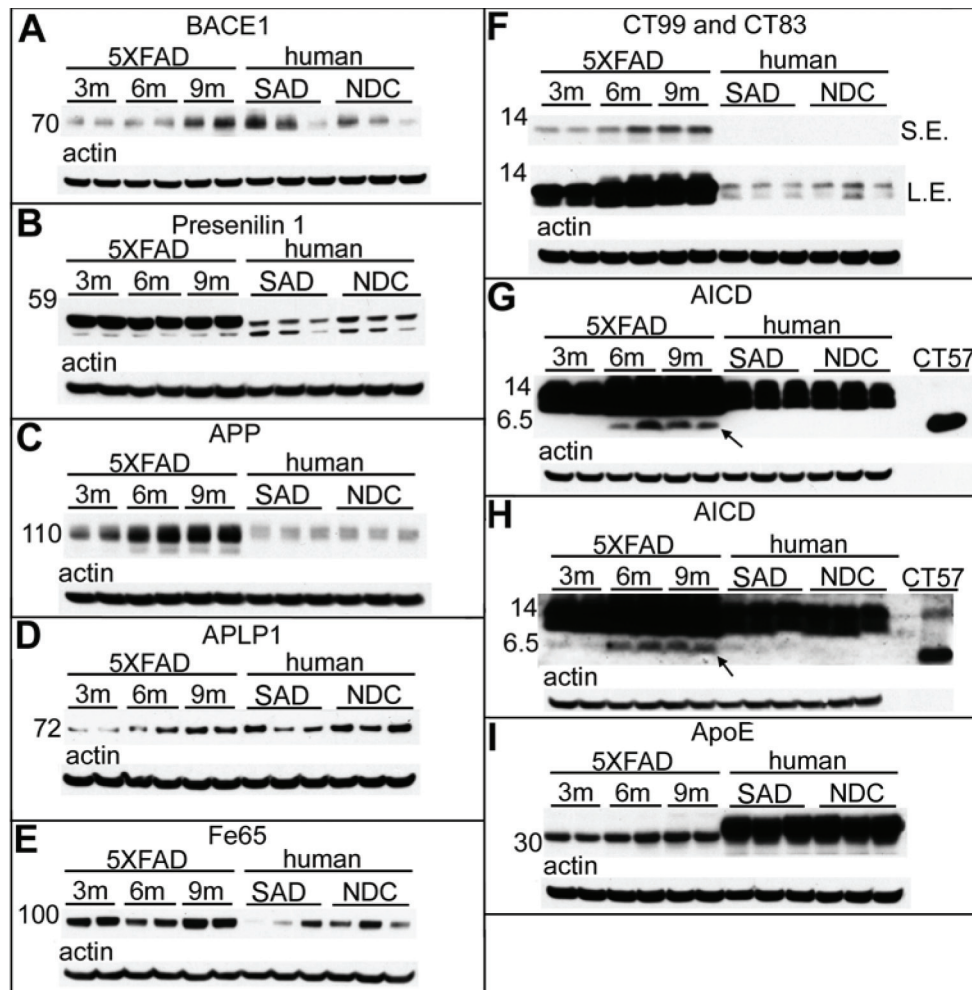 A
BACE1
5XFAD human
3m 6m 9m SAD NDC
70
actin
B
Presenilin 1
5XFAD human
3m 6m 9m SAD NDC
59
actin
C
APP
5XFAD human
3m 6m 9m SAD NDC
110
actin
D
APLP1
5XFAD human
3m 6m 9m SAD NDC
72
actin
E
Fe65
5XFAD human
3m 6m 9m SAD NDC
100
actin
F
CT99 and CT83
5XFAD human
3m 6m 9m SAD NDC
14
S.E.
14
L.E.
actin
G
AICD
5XFAD human
3m 6m 9m SAD NDC CT57
14
6.5
actin
H
AICD
5XFAD human
3m 6m 9m SAD NDC CT57
14
6.5
actin
I
ApoE
5XFAD human
3m 6m 9m SAD NDC
30
actin